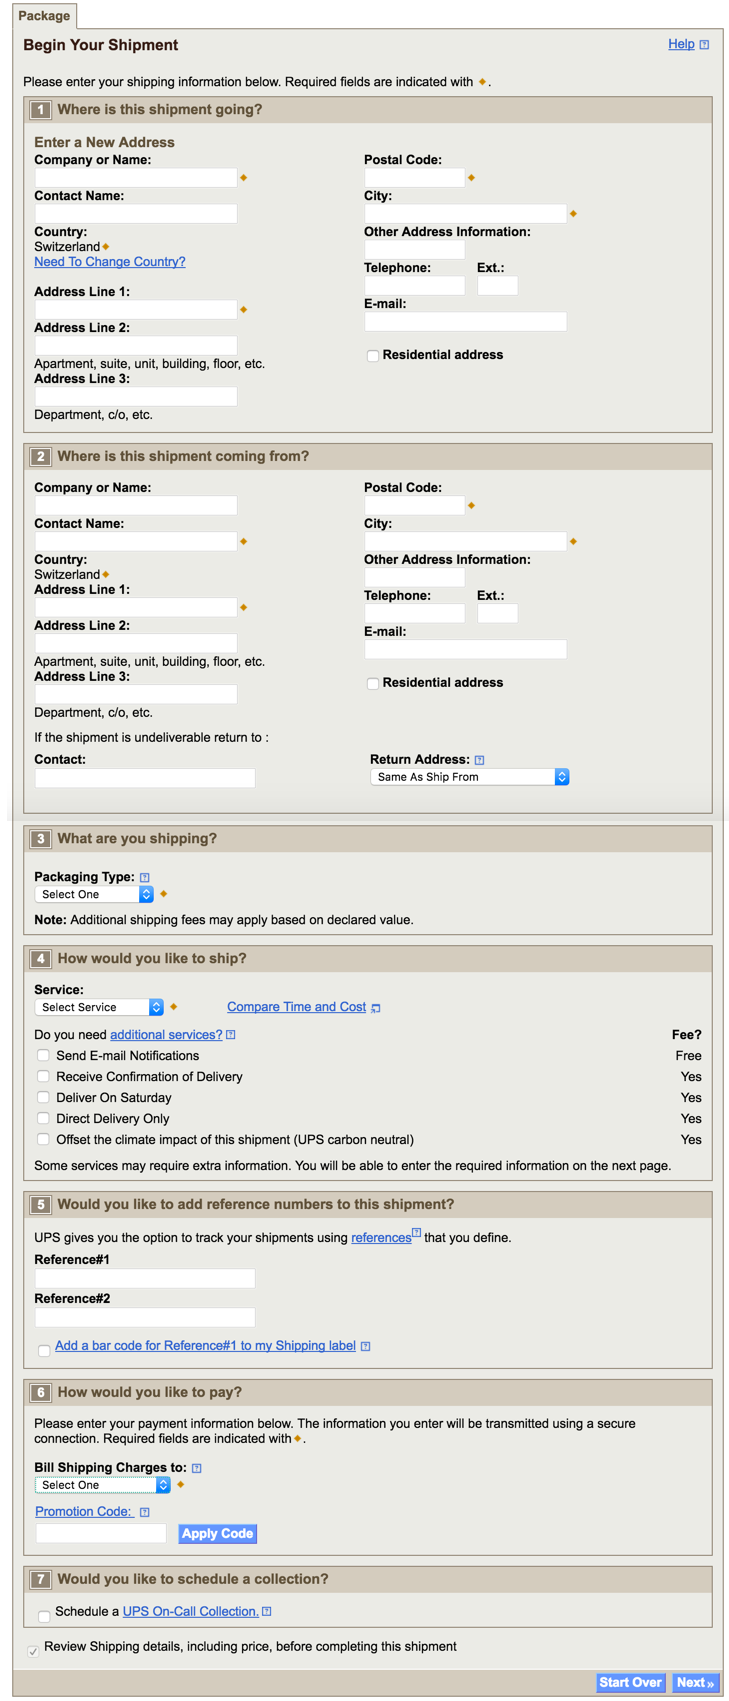 Package
Begin Your Shipment
Help
Please enter your shipping information below. Required fields are indicated with ◆.
1 Where is this shipment going?
Enter a New Address
Company or Name:
Contact Name:
Country:
Switzerland
Need To Change Country?
Address Line 1:
Address Line 2:
Apartment, suite, unit, building, floor, etc.
Address Line 3:
Department, c/o, etc.
Postal Code:
City:
Other Address Information:
Telephone: Ext.:
E-mail:
Residential address
2 Where is this shipment coming from?
Company or Name:
Contact Name:
Country:
Switzerland
Address Line 1:
Address Line 2:
Apartment, suite, unit, building, floor, etc.
Address Line 3:
Department, c/o, etc.
Postal Code:
City:
Other Address Information:
Telephone: Ext.:
E-mail:
Residential address
If the shipment is undeliverable return to :
Contact:
Return Address:
Same As Ship From
3 What are you shipping?
Packaging Type:
Select One
Note: Additional shipping fees may apply based on declared value.
4 How would you like to ship?
Service:
Select Service Compare Time and Cost
Do you need additional services? Fee?
Send E-mail Notifications Free
Receive Confirmation of Delivery Yes
Deliver On Saturday Yes
Direct Delivery Only Yes
Offset the climate impact of this shipment (UPS carbon neutral) Yes
Some services may require extra information. You will be able to enter the required information on the next page.
5 Would you like to add reference numbers to this shipment?
UPS gives you the option to track your shipments using references that you define.
Reference#1
Reference#2
Add a bar code for Reference#1 to my Shipping label
6 How would you like to pay?
Please enter your payment information below. The information you enter will be transmitted using a secure
connection. Required fields are indicated with ◆.
Bill Shipping Charges to:
Select One
Promotion Code:
Apply Code
7 Would you like to schedule a collection?
Schedule a UPS On-Call Collection.
Review Shipping details, including price, before completing this shipment
Start Over Next »